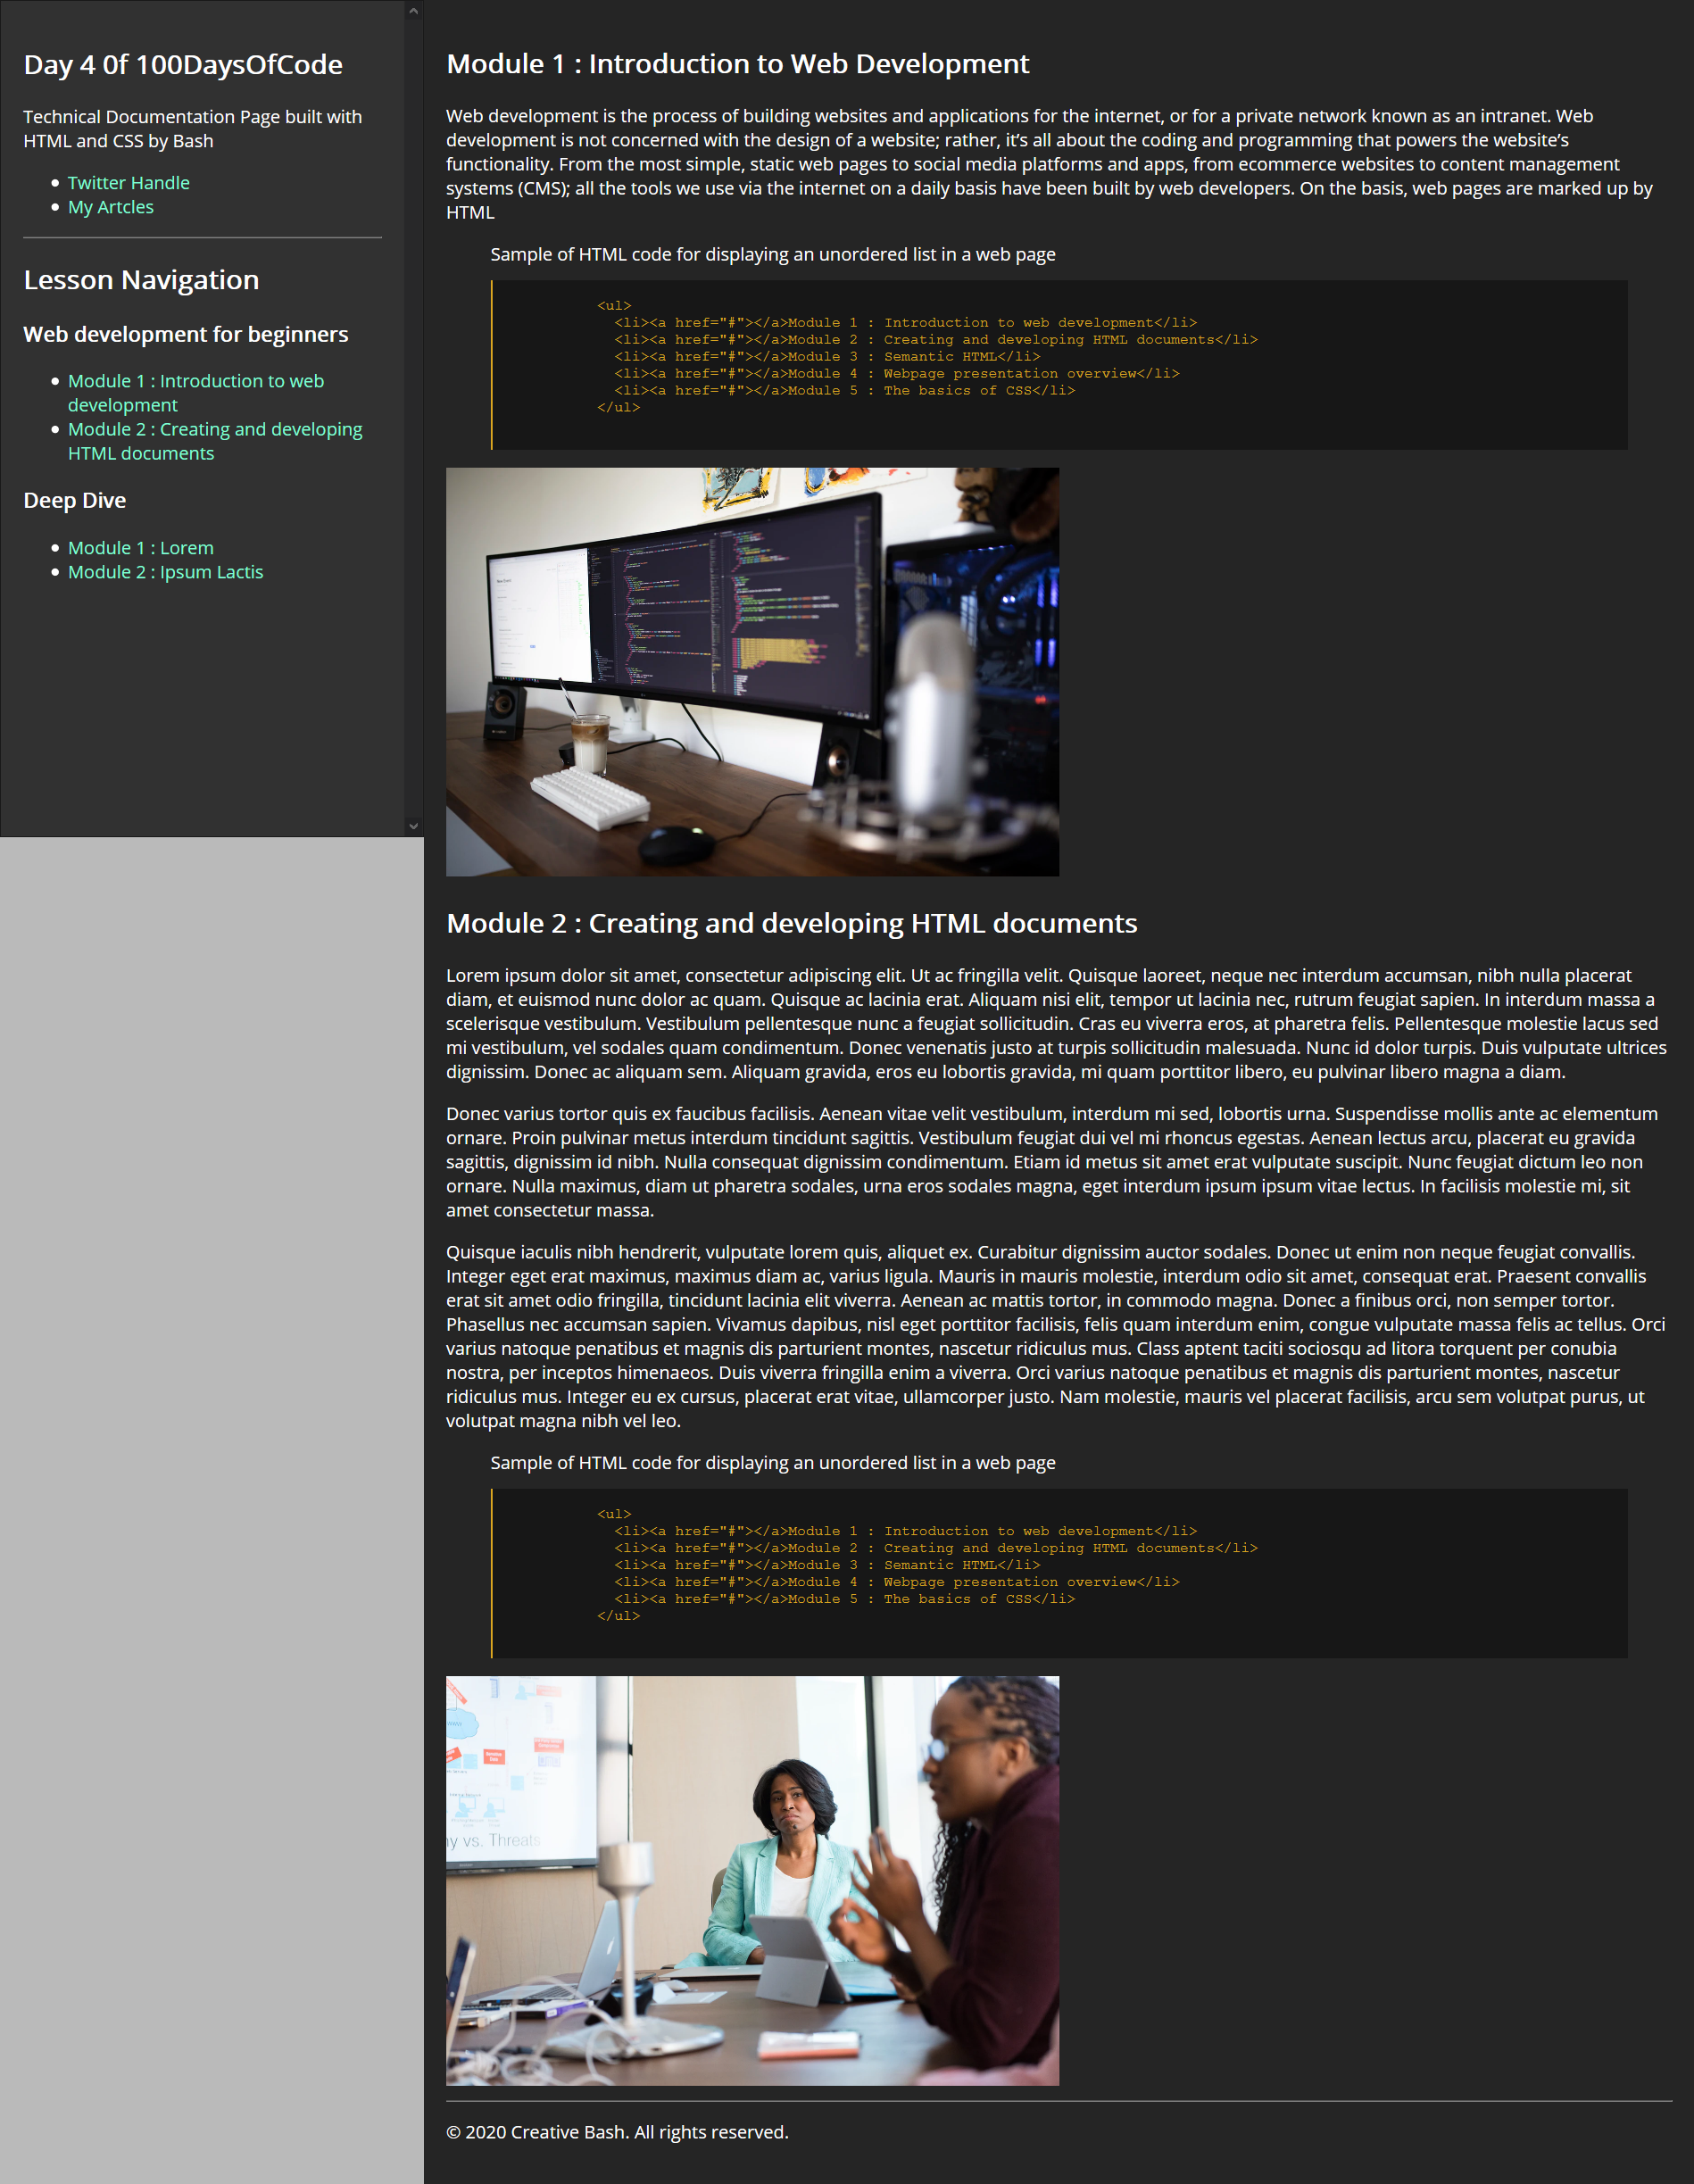 Day 4 0f 100DaysOfCode
Technical Documentation Page built with
HTML and CSS by Bash
Twitter Handle
My Artcles
Lesson Navigation
Web development for beginners
Module 1 : Introduction to web
development
Module 2 : Creating and developing
HTML documents
Deep Dive
Module 1 : Lorem
Module 2 : Ipsum Lactis
Module 1 : Introduction to Web Development
Web development is the process of building websites and applications for the internet, or for a private network known as an intranet. Web
development is not concerned with the design of a website; rather, it’s all about the coding and programming that powers the website’s
functionality. From the most simple, static web pages to social media platforms and apps, from ecommerce websites to content management
systems (CMS); all the tools we use via the internet on a daily basis have been built by web developers. On the basis, web pages are marked up by
HTML
Sample of HTML code for displaying an unordered list in a web page
<ul>
<li><a href="#"></a>Module 1 : Introduction to web development</li>
<li><a href="#"></a>Module 2 : Creating and developing HTML documents</li>
<li><a href="#"></a>Module 3 : Semantic HTML</li>
<li><a href="#"></a>Module 4 : Webpage presentation overview</li>
<li><a href="#"></a>Module 5 : The basics of CSS</li>
</ul>
Module 2 : Creating and developing HTML documents
Lorem ipsum dolor sit amet, consectetur adipiscing elit. Ut ac fringilla velit. Quisque laoreet, neque nec interdum accumsan, nibh nulla placerat
diam, et euismod nunc dolor ac quam. Quisque ac lacinia erat. Aliquam nisi elit, tempor ut lacinia nec, rutrum feugiat sapien. In interdum massa a
scelerisque vestibulum. Vestibulum pellentesque nunc a feugiat sollicitudin. Cras eu viverra eros, at pharetra felis. Pellentesque molestie lacus sed
mi vestibulum, vel sodales quam condimentum. Donec venenatis justo at turpis sollicitudin malesuada. Nunc id dolor turpis. Duis vulputate ultrices
dignissim. Donec ac aliquam sem. Aliquam gravida, eros eu lobortis gravida, mi quam porttitor libero, eu pulvinar libero magna a diam.
Donec varius tortor quis ex faucibus facilisis. Aenean vitae velit vestibulum, interdum mi sed, lobortis urna. Suspendisse mollis ante ac elementum
ornare. Proin pulvinar metus interdum tincidunt sagittis. Vestibulum feugiat dui vel mi rhoncus egestas. Aenean lectus arcu, placerat eu gravida
sagittis, dignissim id nibh. Nulla consequat dignissim condimentum. Etiam id metus sit amet erat vulputate suscipit. Nunc feugiat dictum leo non
ornare. Nulla maximus, diam ut pharetra sodales, urna eros sodales magna, eget interdum ipsum ipsum vitae lectus. In facilisis molestie mi, sit
amet consectetur massa.
Quisque iaculis nibh hendrerit, vulputate lorem quis, aliquet ex. Curabitur dignissim auctor sodales. Donec ut enim non neque feugiat convallis.
Integer eget erat maximus, maximus diam ac, varius ligula. Mauris in mauris molestie, interdum odio sit amet, consequat erat. Praesent convallis
erat sit amet odio fringilla, tincidunt lacinia elit viverra. Aenean ac mattis tortor, in commodo magna. Donec a finibus orci, non semper tortor.
Phasellus nec accumsan sapien. Vivamus dapibus, nisl eget porttitor facilisis, felis quam interdum enim, congue vulputate massa felis ac tellus. Orci
varius natoque penatibus et magnis dis parturient montes, nascetur ridiculus mus. Class aptent taciti sociosqu ad litora torquent per conubia
nostra, per inceptos himenaeos. Duis viverra fringilla enim a viverra. Orci varius natoque penatibus et magnis dis parturient montes, nascetur
ridiculus mus. Integer eu ex cursus, placerat erat vitae, ullamcorper justo. Nam molestie, mauris vel placerat facilisis, arcu sem volutpat purus, ut
volutpat magna nibh vel leo.
Sample of HTML code for displaying an unordered list in a web page
<ul>
<li><a href="#"></a>Module 1 : Introduction to web development</li>
<li><a href="#"></a>Module 2 : Creating and developing HTML documents</li>
<li><a href="#"></a>Module 3 : Semantic HTML</li>
<li><a href="#"></a>Module 4 : Webpage presentation overview</li>
<li><a href="#"></a>Module 5 : The basics of CSS</li>
</ul>
vs. Threats
© 2020 Creative Bash. All rights reserved.